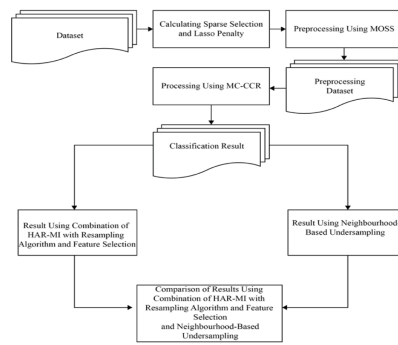 Dataset
Calculating Sparse Selection
and Lasso Penalty
Preprocessing Using MOSS
Processing Using MC-CCR
Preprocessing
Dataset
Classification Result
Result Using Combination of
HAR-MI with Resampling
Algorithm and Feature Selection
Result Using Neighbourhood-
Based Undersampling
Comparison of Results Using
Combination of HAR-MI with
Resampling Algorithm and Feature
Selection
and Neighbourhood-Based
Undersampling